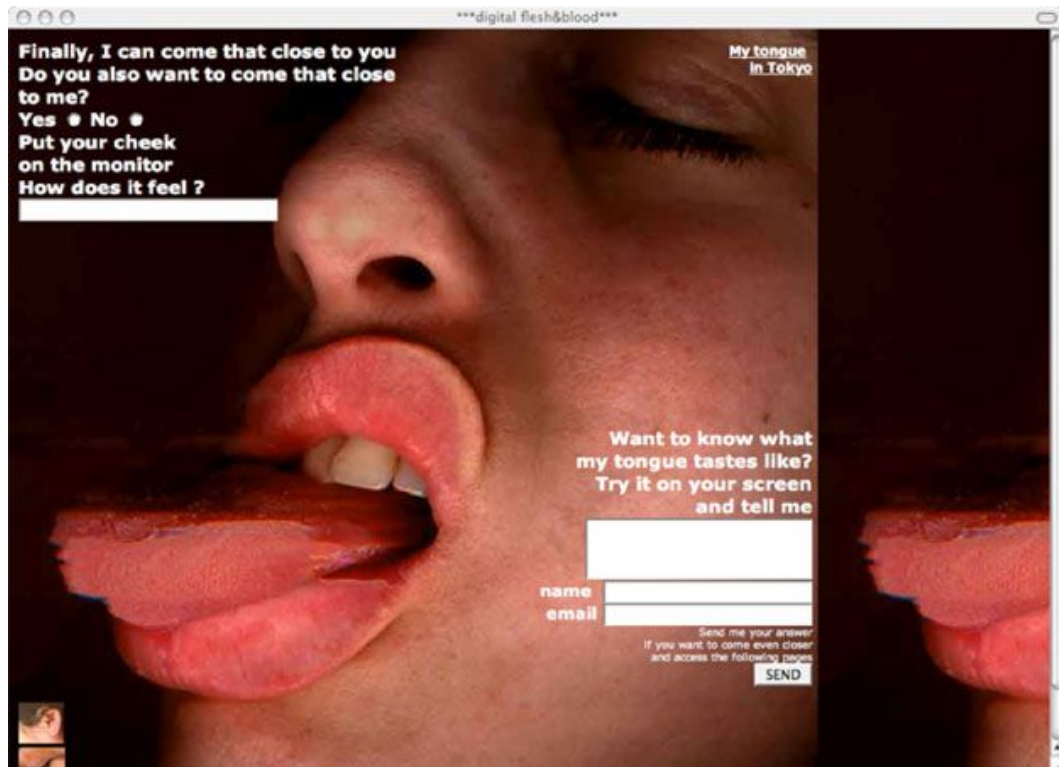 ***digital flesh&blood***
Finally, I can come that close to you
Do you also want to come that close
to me?
Yes No
Put your cheek
on the monitor
How does it feel ?
My tongue
in Tokyo
Want to know what
my tongue tastes like?
Try it on your screen
and tell me
name
email
Send me your answer
if you want to come even closer
and access the following pages
SEND